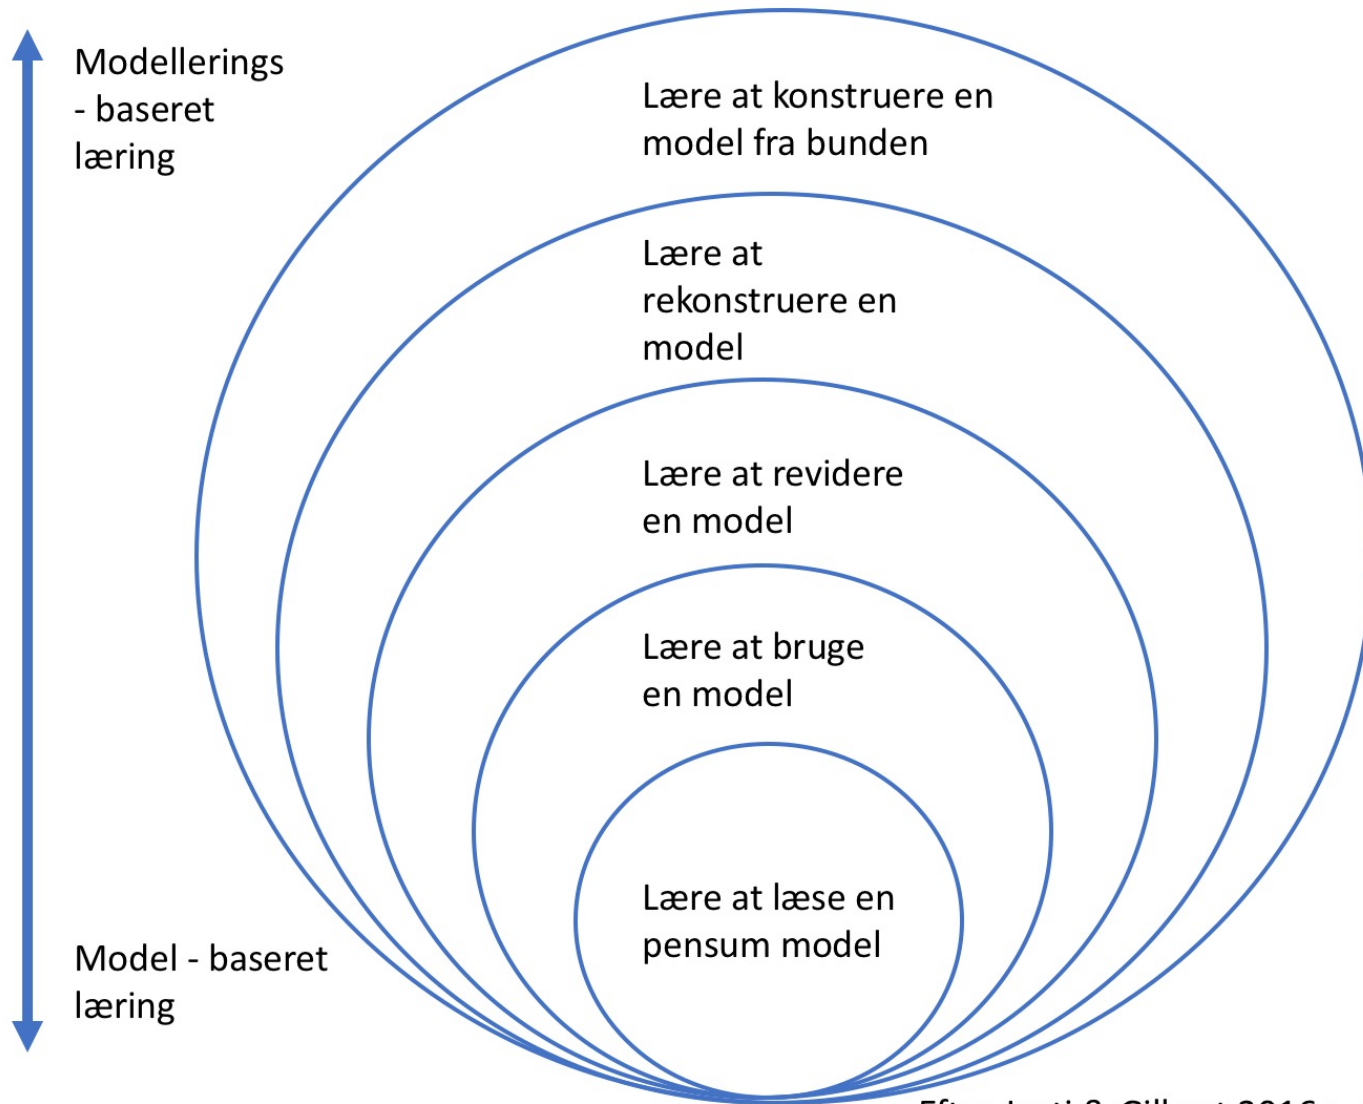 Modellerings
- baseret
læring
Lære at konstruere en
model fra bunden
Lære at
rekonstruere en
model
Lære at revidere
en model
Lære at bruge
en model
Lære at læse en
pensum model
Model - baseret
læring